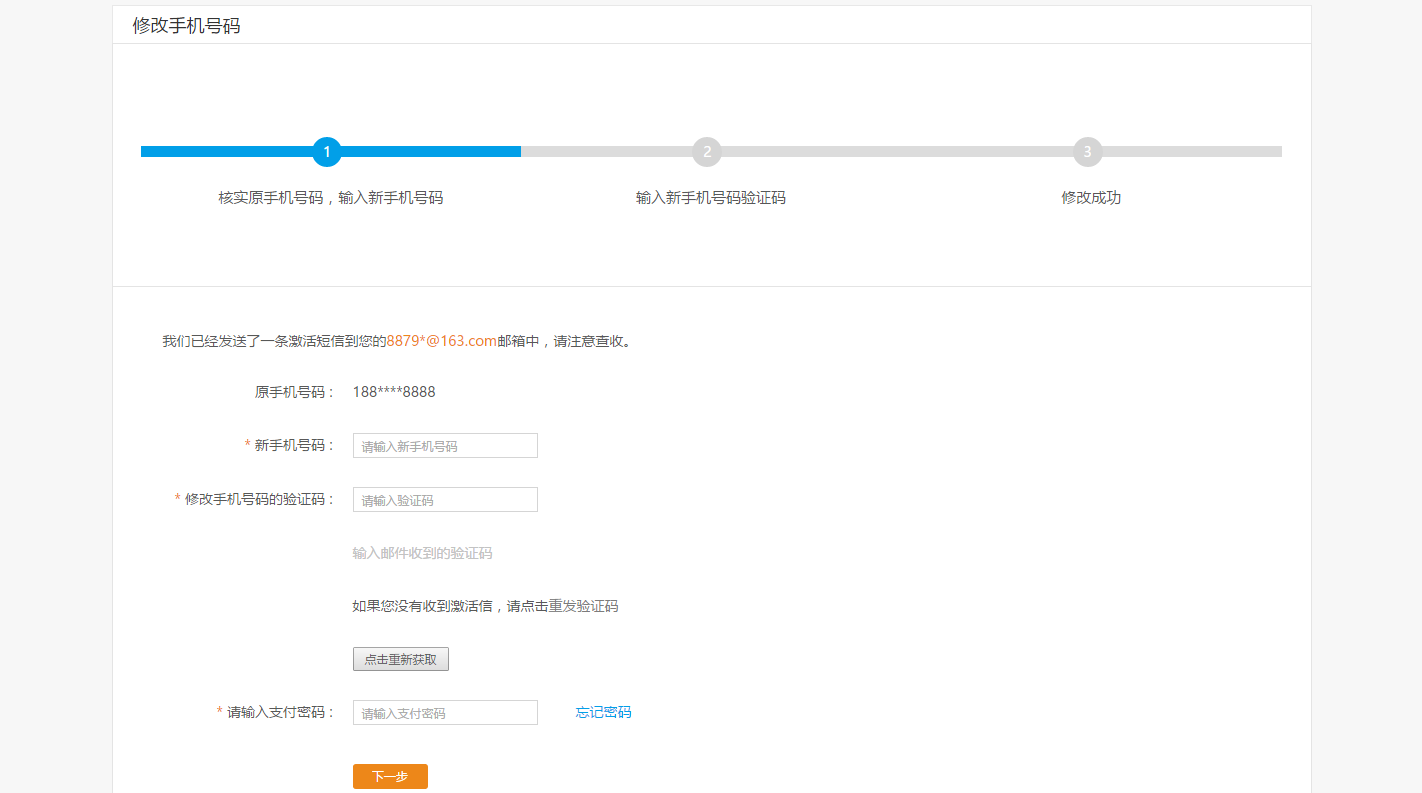 修改手机号码
1 2 3
核实原手机号码，输入新手机号码 输入新手机号码验证码 修改成功
我们已经发送了一条激活短信到您的8879*@163.com邮箱中，请注意查收。
原手机号码： 188****8888
* 新手机号码： 请输入新手机号码
* 修改手机号码的验证码： 请输入验证码
输入邮件收到的验证码
如果您没有收到激活信，请点击重发验证码
点击重新获取
* 请输入支付密码： 请输入支付密码 忘记密码
下一步